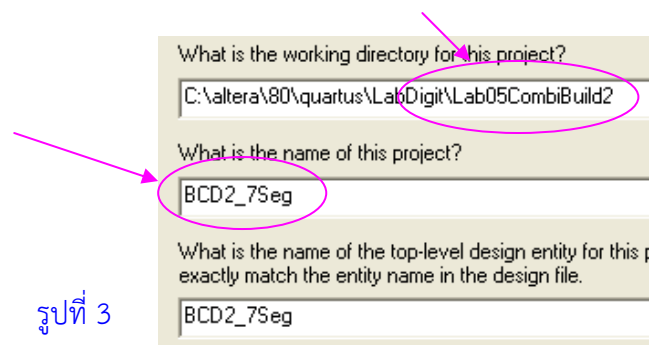 What is the working directory for this project?
C:\altera\80\quartus\LabDigit\Lab05CombiBuild2
What is the name of this project?
BCD2_7Seg
What is the name of the top-level design entity for this p
exactly match the entity name in the design file.
รูปที่ 3
BCD2_7Seg